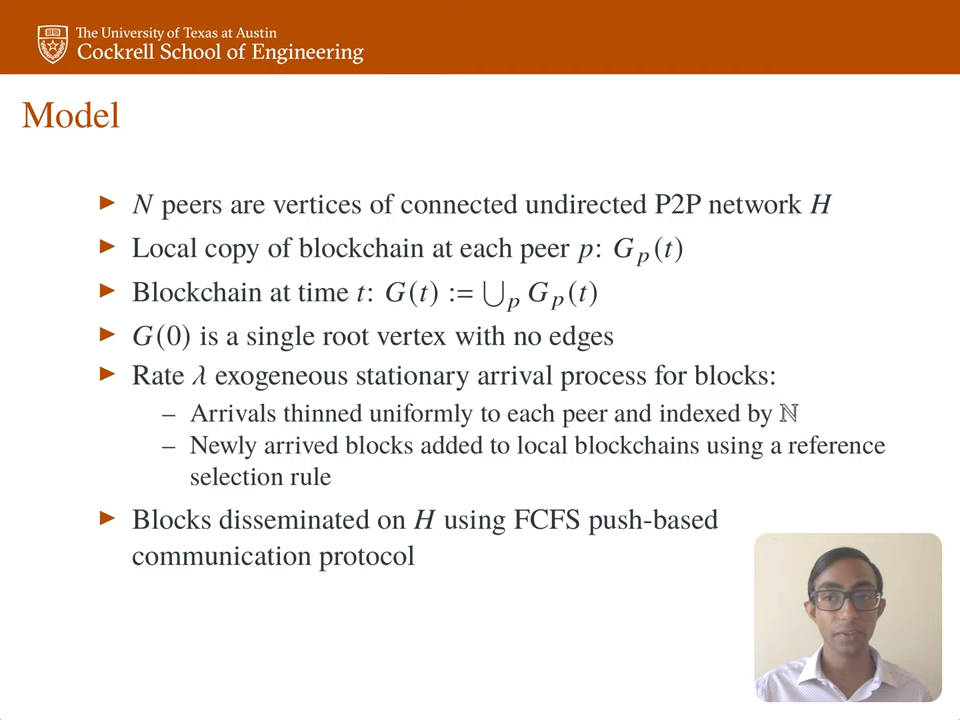 The University of Texas at Austin
Cockrell School of Engineering
Model
▶ N peers are vertices of connected undirected P2P network H
▶ Local copy of blockchain at each peer p: G_p(t)
▶ Blockchain at time t: G(t) := ⋃_p G_p(t)
▶ G(0) is a single root vertex with no edges
▶ Rate λ exogeneous stationary arrival process for blocks:
– Arrivals thinned uniformly to each peer and indexed by ℕ
– Newly arrived blocks added to local blockchains using a reference
selection rule
▶ Blocks disseminated on H using FCFS push-based
communication protocol